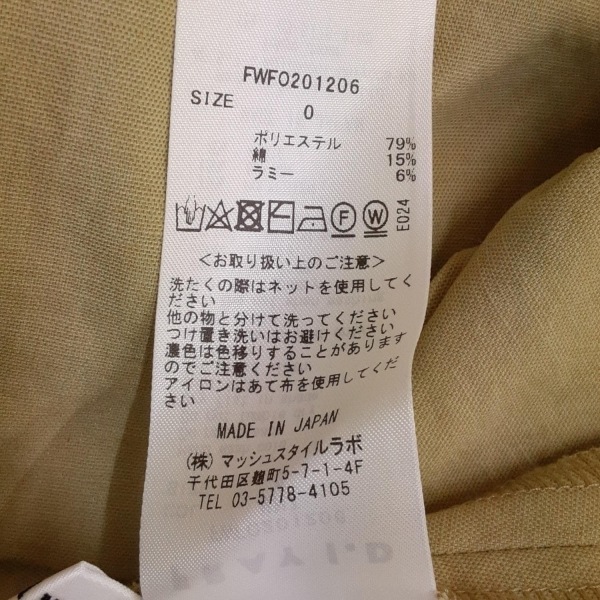 FWFO201206
SIZE 0
ポリエステル 79%
綿 15%
ラミー 6%
F W E024
<お取り扱い上のご注意>
洗たくの際はネットを使用してく
ださい
他の物と分けて洗ってください
つけ置き洗いはお避けください
濃色は色移りすることがあります
のでご注意ください
アイロンはあて布を使用してくだ
さい
MADE IN JAPAN
(株) マッシュスタイルラボ
千代田区麹町5-7-1-4F
TEL 03-5778-4105